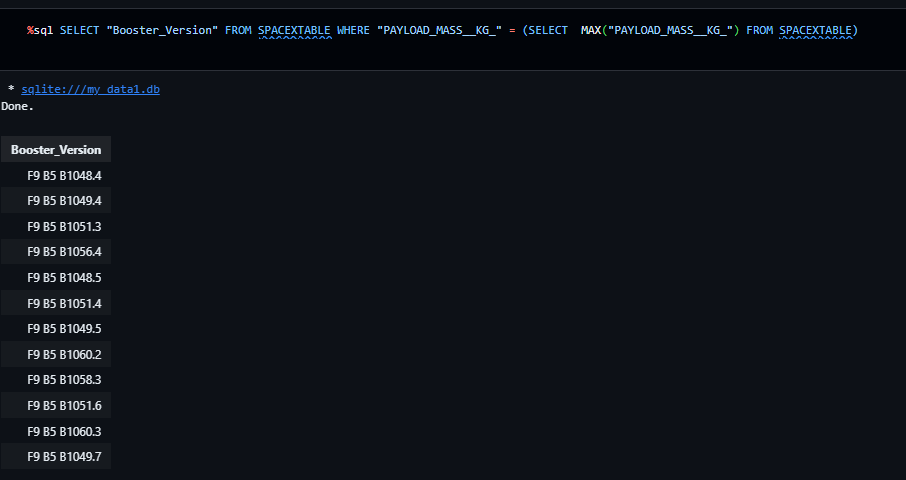 %sql SELECT "Booster_Version" FROM SPACEXTABLE WHERE "PAYLOAD_MASS__KG_" = (SELECT  MAX("PAYLOAD_MASS__KG_") FROM SPACEXTABLE)
* sqlite:///my_data1.db
Done.
Booster_Version
F9 B5 B1048.4
F9 B5 B1049.4
F9 B5 B1051.3
F9 B5 B1056.4
F9 B5 B1048.5
F9 B5 B1051.4
F9 B5 B1049.5
F9 B5 B1060.2
F9 B5 B1058.3
F9 B5 B1051.6
F9 B5 B1060.3
F9 B5 B1049.7